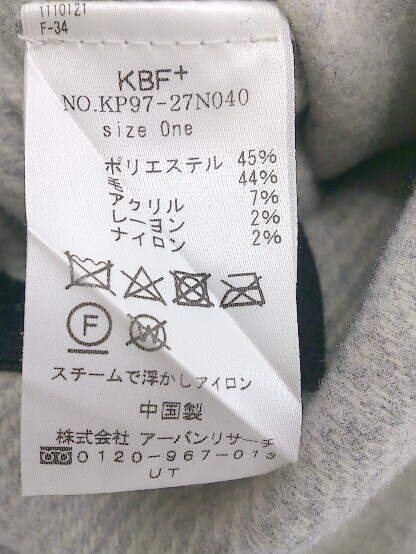 1110121
F-34
KBF+
NO.KP97-27N040
size One
ポリエステル 45%
毛 44%
アクリル 7%
レーヨン 2%
ナイロン 2%
F
W
スチームで浮かしアイロン
中国製
株式会社 アーバンリサーチ
0120-967-013
UT